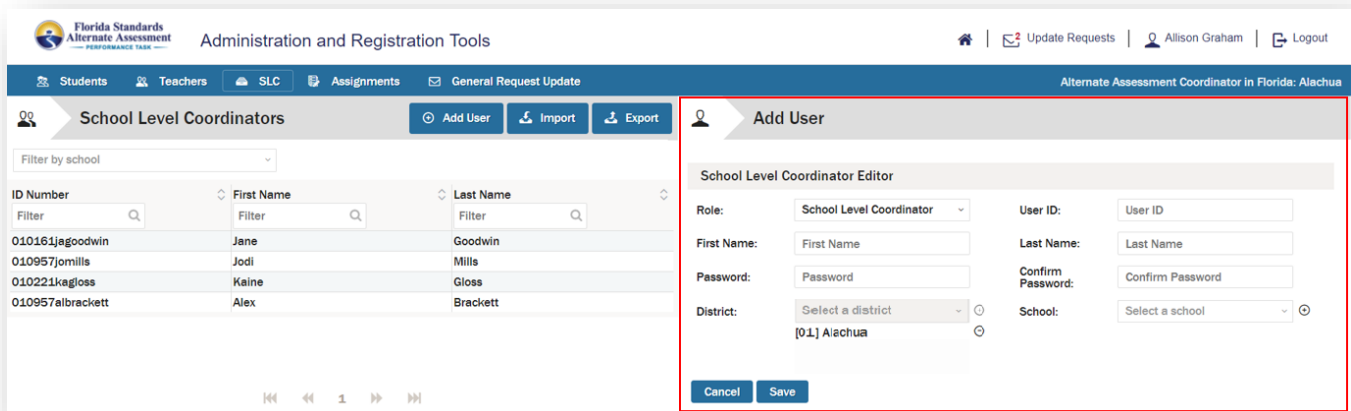 Florida Standards
Alternate Assessment
PERFORMANCE TASK
Administration and Registration Tools
2 Update Requests
Allison Graham
Logout
Students Teachers SLC Assignments General Request Update
Alternate Assessment Coordinator in Florida: Alachua
School Level Coordinators
Add User Import Export
Filter by school
ID Number First Name Last Name
Filter Filter Filter
010161jagoodwin Jane Goodwin
010957jomills Jodi Mills
010221kagloss Kaine Gloss
010957albrackett Alex Brackett
1
Add User
School Level Coordinator Editor
Role: School Level Coordinator User ID: User ID
First Name: First Name Last Name: Last Name
Password: Password Confirm Password: Confirm Password
District: Select a district School: Select a school
[01] Alachua
Cancel Save